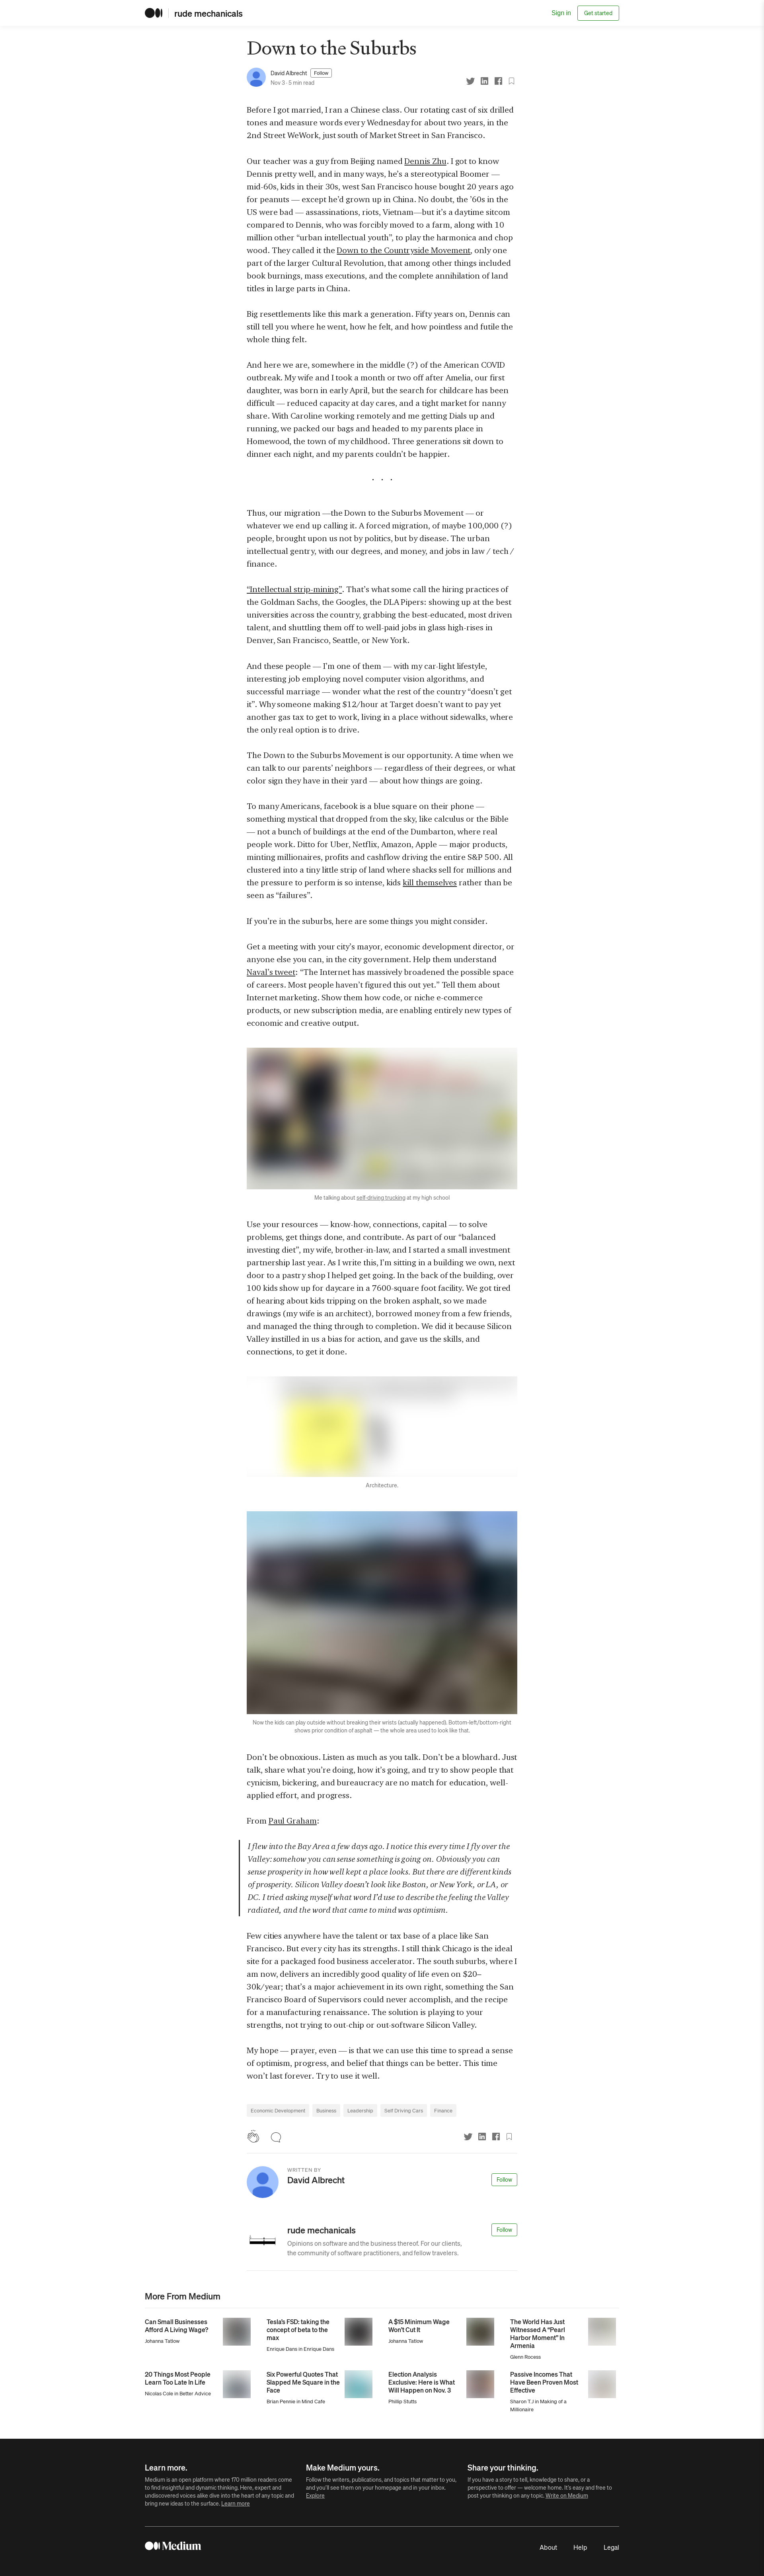 rude mechanicals
Sign in
Get started
Down to the Suburbs
David Albrecht
Follow
Nov 3 · 5 min read
Before I got married, I ran a Chinese class. Our rotating cast of six drilled
tones and measure words every Wednesday for about two years, in the
2nd Street WeWork, just south of Market Street in San Francisco.
Our teacher was a guy from Beijing named Dennis Zhu. I got to know
Dennis pretty well, and in many ways, he’s a stereotypical Boomer —
mid-60s, kids in their 30s, west San Francisco house bought 20 years ago
for peanuts — except he’d grown up in China. No doubt, the ’60s in the
US were bad — assassinations, riots, Vietnam—but it’s a daytime sitcom
compared to Dennis, who was forcibly moved to a farm, along with 10
million other “urban intellectual youth”, to play the harmonica and chop
wood. They called it the Down to the Countryside Movement, only one
part of the larger Cultural Revolution, that among other things included
book burnings, mass executions, and the complete annihilation of land
titles in large parts in China.
Big resettlements like this mark a generation. Fifty years on, Dennis can
still tell you where he went, how he felt, and how pointless and futile the
whole thing felt.
And here we are, somewhere in the middle (?) of the American COVID
outbreak. My wife and I took a month or two off after Amelia, our first
daughter, was born in early April, but the search for childcare has been
difficult — reduced capacity at day cares, and a tight market for nanny
share. With Caroline working remotely and me getting Dials up and
running, we packed our bags and headed to my parents place in
Homewood, the town of my childhood. Three generations sit down to
dinner each night, and my parents couldn’t be happier.
. . .
Thus, our migration —the Down to the Suburbs Movement — or
whatever we end up calling it. A forced migration, of maybe 100,000 (?)
people, brought upon us not by politics, but by disease. The urban
intellectual gentry, with our degrees, and money, and jobs in law / tech /
finance.
“Intellectual strip-mining”. That’s what some call the hiring practices of
the Goldman Sachs, the Googles, the DLA Pipers: showing up at the best
universities across the country, grabbing the best-educated, most driven
talent, and shuttling them off to well-paid jobs in glass high-rises in
Denver, San Francisco, Seattle, or New York.
And these people — I’m one of them — with my car-light lifestyle,
interesting job employing novel computer vision algorithms, and
successful marriage — wonder what the rest of the country “doesn’t get
it”. Why someone making $12/hour at Target doesn’t want to pay yet
another gas tax to get to work, living in a place without sidewalks, where
the only real option is to drive.
The Down to the Suburbs Movement is our opportunity. A time when we
can talk to our parents’ neighbors — regardless of their degrees, or what
color sign they have in their yard — about how things are going.
To many Americans, facebook is a blue square on their phone —
something mystical that dropped from the sky, like calculus or the Bible
— not a bunch of buildings at the end of the Dumbarton, where real
people work. Ditto for Uber, Netflix, Amazon, Apple — major products,
minting millionaires, profits and cashflow driving the entire S&P 500. All
clustered into a tiny little strip of land where shacks sell for millions and
the pressure to perform is so intense, kids kill themselves rather than be
seen as “failures”.
If you’re in the suburbs, here are some things you might consider.
Get a meeting with your city’s mayor, economic development director, or
anyone else you can, in the city government. Help them understand
Naval’s tweet: “The Internet has massively broadened the possible space
of careers. Most people haven’t figured this out yet.” Tell them about
Internet marketing. Show them how code, or niche e-commerce
products, or new subscription media, are enabling entirely new types of
economic and creative output.
Me talking about self-driving trucking at my high school
Use your resources — know-how, connections, capital — to solve
problems, get things done, and contribute. As part of our “balanced
investing diet”, my wife, brother-in-law, and I started a small investment
partnership last year. As I write this, I’m sitting in a building we own, next
door to a pastry shop I helped get going. In the back of the building, over
100 kids show up for daycare in a 7600-square foot facility. We got tired
of hearing about kids tripping on the broken asphalt, so we made
drawings (my wife is an architect), borrowed money from a few friends,
and managed the thing through to completion. We did it because Silicon
Valley instilled in us a bias for action, and gave us the skills, and
connections, to get it done.
Architecture.
Now the kids can play outside without breaking their wrists (actually happened). Bottom-left/bottom-right
shows prior condition of asphalt — the whole area used to look like that.
Don’t be obnoxious. Listen as much as you talk. Don’t be a blowhard. Just
talk, share what you’re doing, how it’s going, and try to show people that
cynicism, bickering, and bureaucracy are no match for education, well-
applied effort, and progress.
From Paul Graham:
I flew into the Bay Area a few days ago. I notice this every time I fly over the
Valley: somehow you can sense something is going on. Obviously you can
sense prosperity in how well kept a place looks. But there are different kinds
of prosperity. Silicon Valley doesn’t look like Boston, or New York, or LA, or
DC. I tried asking myself what word I’d use to describe the feeling the Valley
radiated, and the word that came to mind was optimism.
Few cities anywhere have the talent or tax base of a place like San
Francisco. But every city has its strengths. I still think Chicago is the ideal
site for a packaged food business accelerator. The south suburbs, where I
am now, delivers an incredibly good quality of life even on $20–
30k/year; that’s a major achievement in its own right, something the San
Francisco Board of Supervisors could never accomplish, and the recipe
for a manufacturing renaissance. The solution is playing to your
strengths, not trying to out-chip or out-software Silicon Valley.
My hope — prayer, even — is that we can use this time to spread a sense
of optimism, progress, and belief that things can be better. This time
won’t last forever. Try to use it well.
Economic Development
Business
Leadership
Self Driving Cars
Finance
WRITTEN BY
David Albrecht
Follow
rude mechanicals
Follow
Opinions on software and the business thereof. For our clients,
the community of software practitioners, and fellow travelers.
More From Medium
Can Small Businesses
Afford A Living Wage?
Johanna Tatlow
Tesla’s FSD: taking the
concept of beta to the
max
Enrique Dans in Enrique Dans
A $15 Minimum Wage
Won’t Cut It
Johanna Tatlow
The World Has Just
Witnessed A “Pearl
Harbor Moment” In
Armenia
Glenn Rocess
20 Things Most People
Learn Too Late In Life
Nicolas Cole in Better Advice
Six Powerful Quotes That
Slapped Me Square in the
Face
Brian Pennie in Mind Cafe
Election Analysis
Exclusive: Here is What
Will Happen on Nov. 3
Phillip Stutts
Passive Incomes That
Have Been Proven Most
Effective
Sharon T.J in Making of a
Millionaire
Learn more.
Medium is an open platform where 170 million readers come
to find insightful and dynamic thinking. Here, expert and
undiscovered voices alike dive into the heart of any topic and
bring new ideas to the surface. Learn more
Make Medium yours.
Follow the writers, publications, and topics that matter to you,
and you’ll see them on your homepage and in your inbox.
Explore
Share your thinking.
If you have a story to tell, knowledge to share, or a
perspective to offer — welcome home. It’s easy and free to
post your thinking on any topic. Write on Medium
Medium
About
Help
Legal